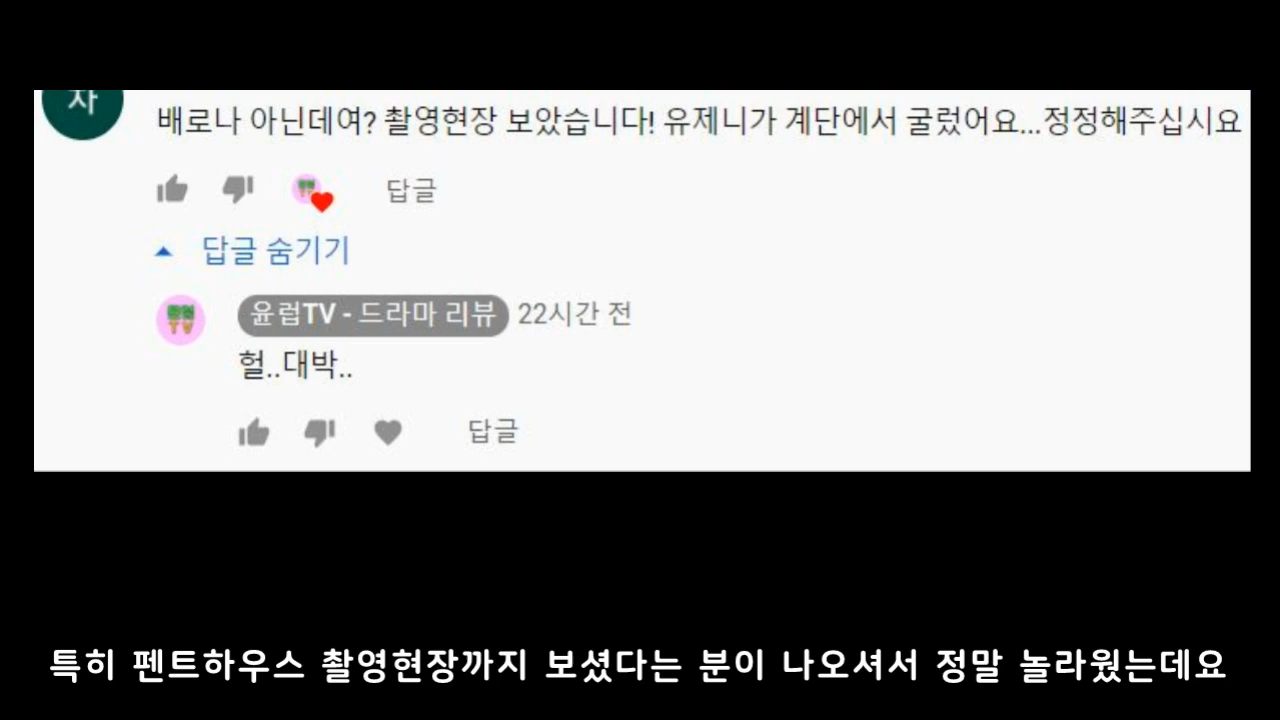 자
배로나 아닌데여? 촬영현장 보았습니다! 유제니가 계단에서 굴렀어요...정정해주십시요
답글
답글 숨기기
윤럽TV - 드라마 리뷰 22시간 전
헐..대박..
답글
특히 펜트하우스 촬영현장까지 보셨다는 분이 나오셔서 정말 놀라웠는데요